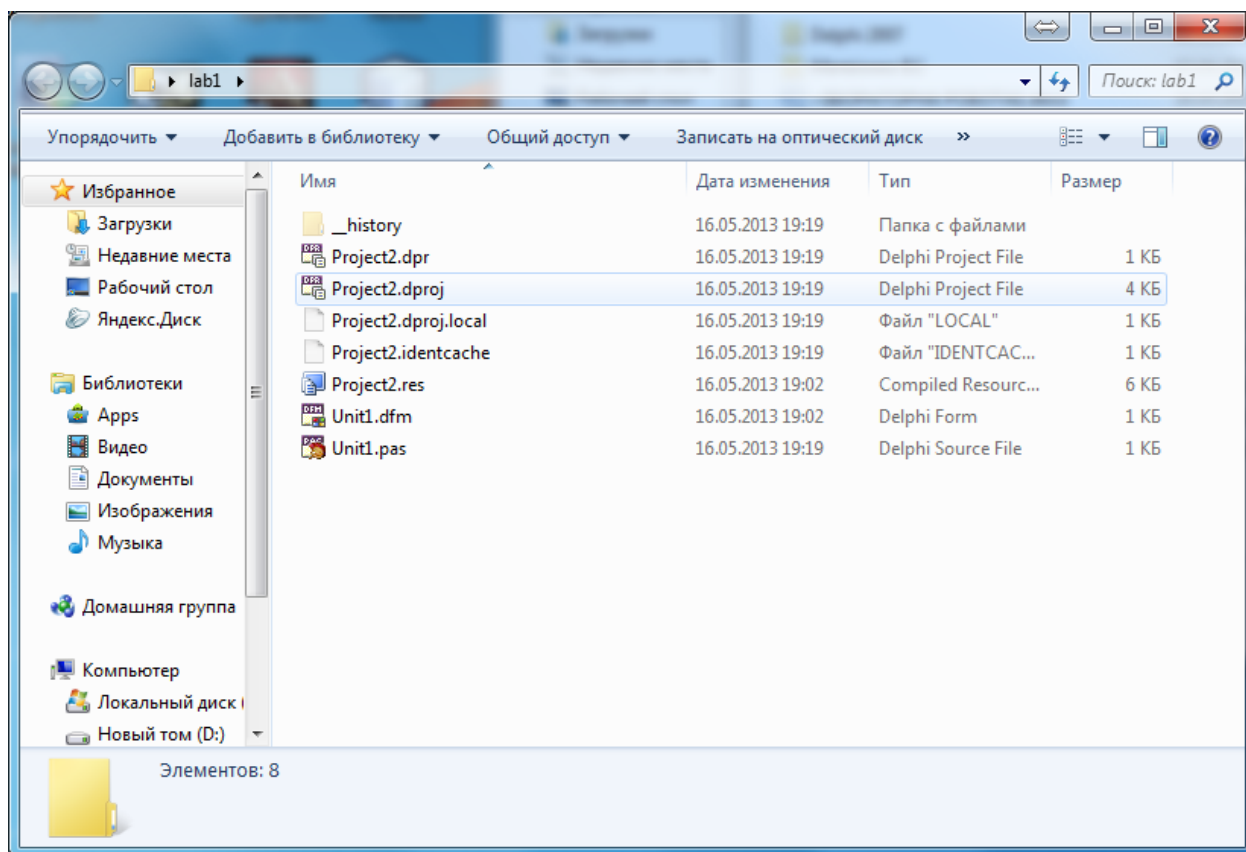 lab1
Поиск: lab1
Упорядочить Добавить в библиотеку Общий доступ Записать на оптический диск »
Имя Дата изменения Тип Размер
Избранное
Загрузки
Недавние места
Рабочий стол
Яндекс.Диск
Библиотеки
Apps
Видео
Документы
Изображения
Музыка
Домашняя группа
Компьютер
Локальный диск (
Новый том (D:)
__history 16.05.2013 19:19 Папка с файлами
Project2.dpr 16.05.2013 19:19 Delphi Project File 1 КБ
Project2.dproj 16.05.2013 19:19 Delphi Project File 4 КБ
Project2.dproj.local 16.05.2013 19:19 Файл "LOCAL" 1 КБ
Project2.identcache 16.05.2013 19:19 Файл "IDENTCAC... 1 КБ
Project2.res 16.05.2013 19:02 Compiled Resourc... 6 КБ
Unit1.dfm 16.05.2013 19:02 Delphi Form 1 КБ
Unit1.pas 16.05.2013 19:19 Delphi Source File 1 КБ
Элементов: 8